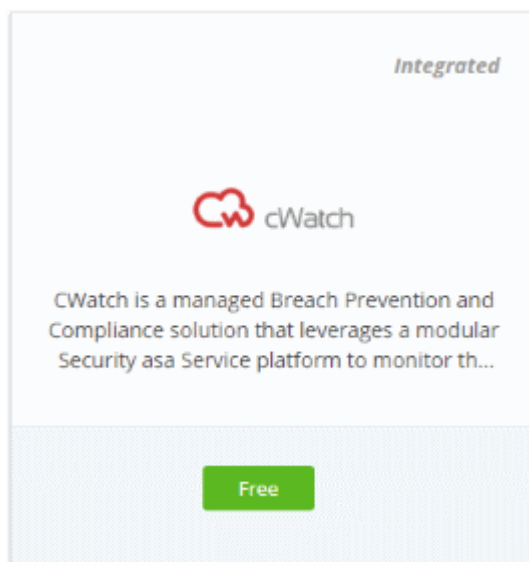 Integrated
cWatch
CWatch is a managed Breach Prevention and
Compliance solution that leverages a modular
Security asa Service platform to monitor th...
Free